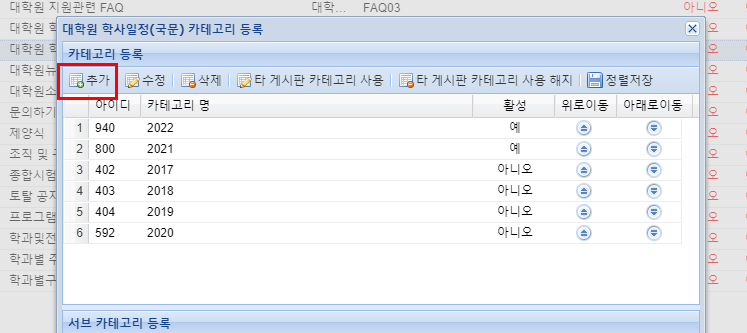 대학원 지원관련 FAQ 대학... FAQ03 아니오
대학원 학사일정(국문) 카테고리 등록
대학원 학
카테고리 등록
대학원 학
추가 수정 삭제 타 게시판 카테고리 사용 타 게시판 카테고리 사용 해지 정렬저장
대학원뉴
대학원소
아이디 카테고리 명 활성 위로이동 아래로이동
문의하기
1 940 2022 예
제양식
2 800 2021 예
조직 및
3 402 2017 아니오
종합시험
4 403 2018 아니오
토탈 공지
5 404 2019 아니오
프로그램
6 592 2020 아니오
학과및전
학과별 주
학과별구
서브 카테고리 등록